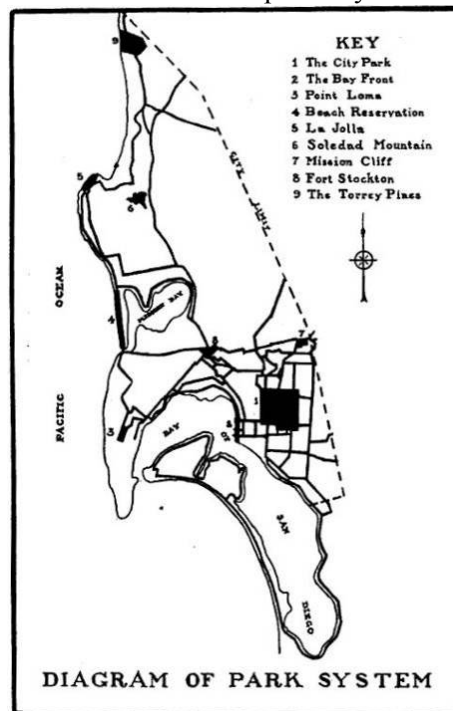 KEY
1 The City Park
2 The Bay Front
3 Point Loma
4 Beach Reservation
5 La Jolla
6 Soledad Mountain
7 Mission Cliff
8 Fort Stockton
9 The Torrey Pines
9
5
6
CITY LIMIT
OCEAN
4
BAY
8
7
PACIFIC
3
1
2
BAY
OF
SAN
DIEGO
DIAGRAM OF PARK SYSTEM